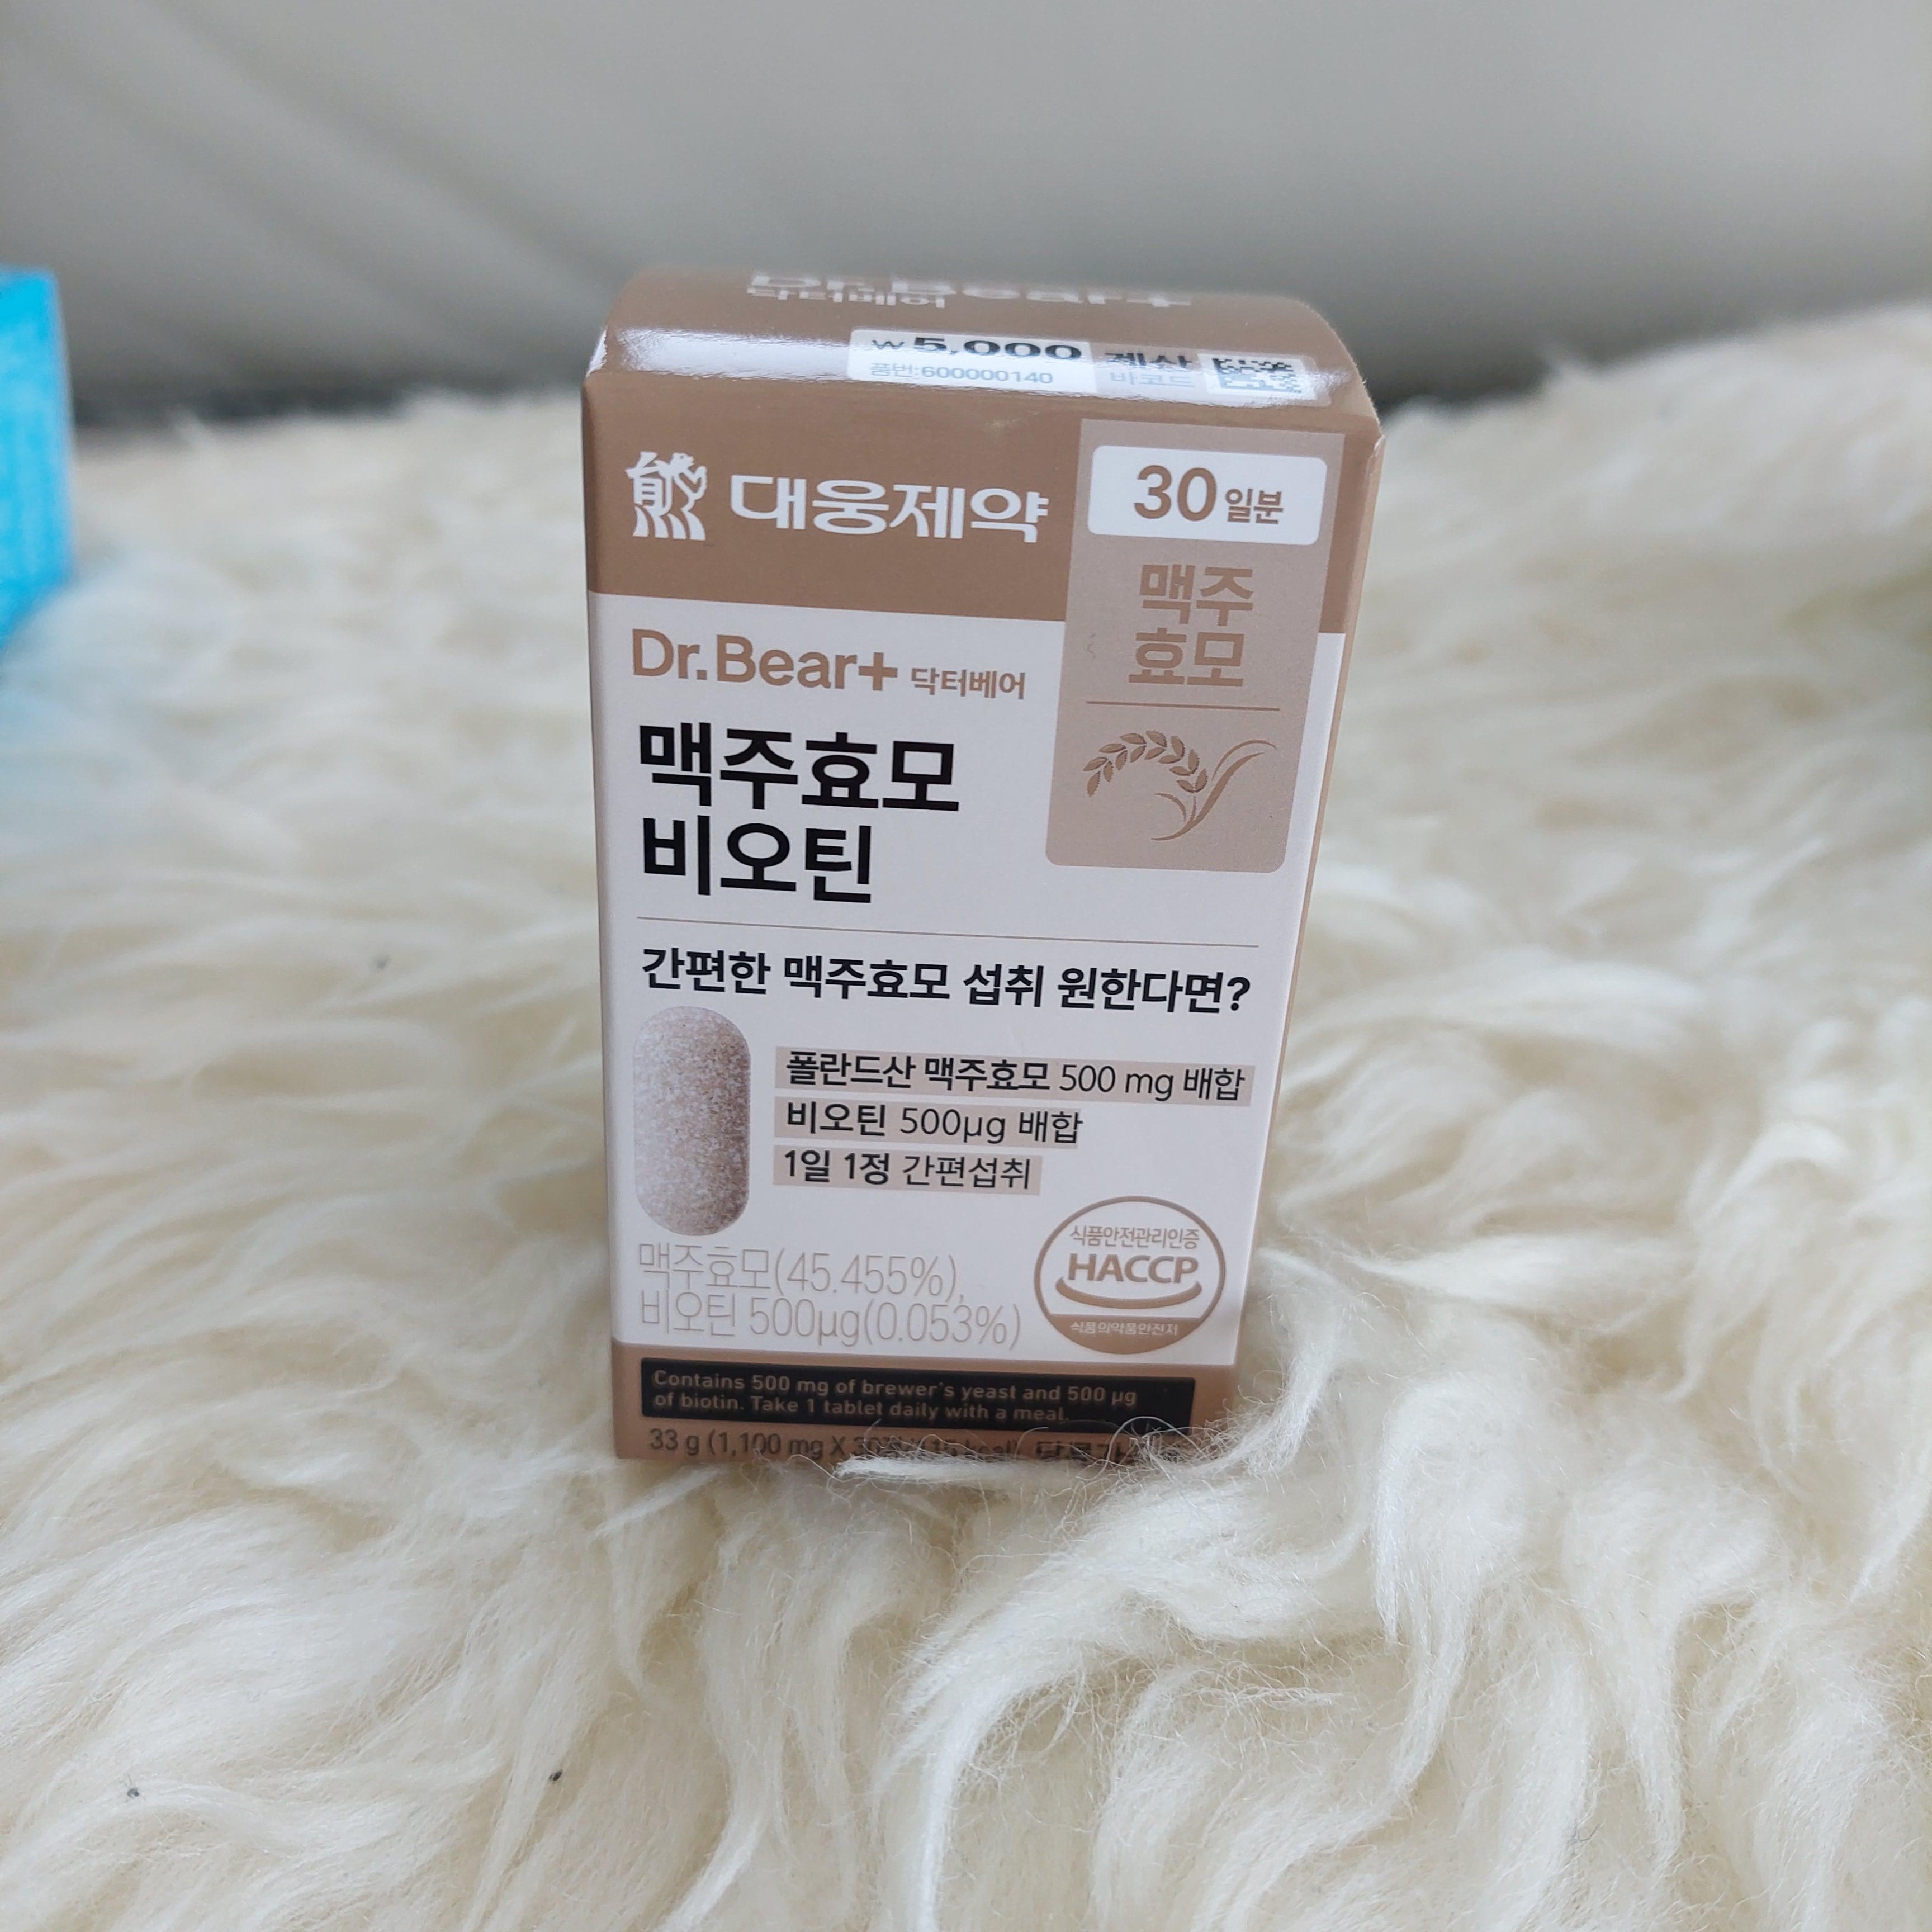 Dr.Bear+
닥터베어
₩5,000 계산
품번:600000140 바코드
대웅제약
30일분
맥주
효모
Dr.Bear+ 닥터베어
맥주효모
비오틴
간편한 맥주효모 섭취 원한다면?
폴란드산 맥주효모 500 mg 배합
비오틴 500μg 배합
1일 1정 간편섭취
맥주효모(45.455%),
비오틴 500μg(0.053%)
식품안전관리인증
HACCP
식품의약품안전처
Contains 500 mg of brewer's yeast and 500 μg
of biotin. Take 1 tablet daily with a meal.
33 g (1,100 mg X